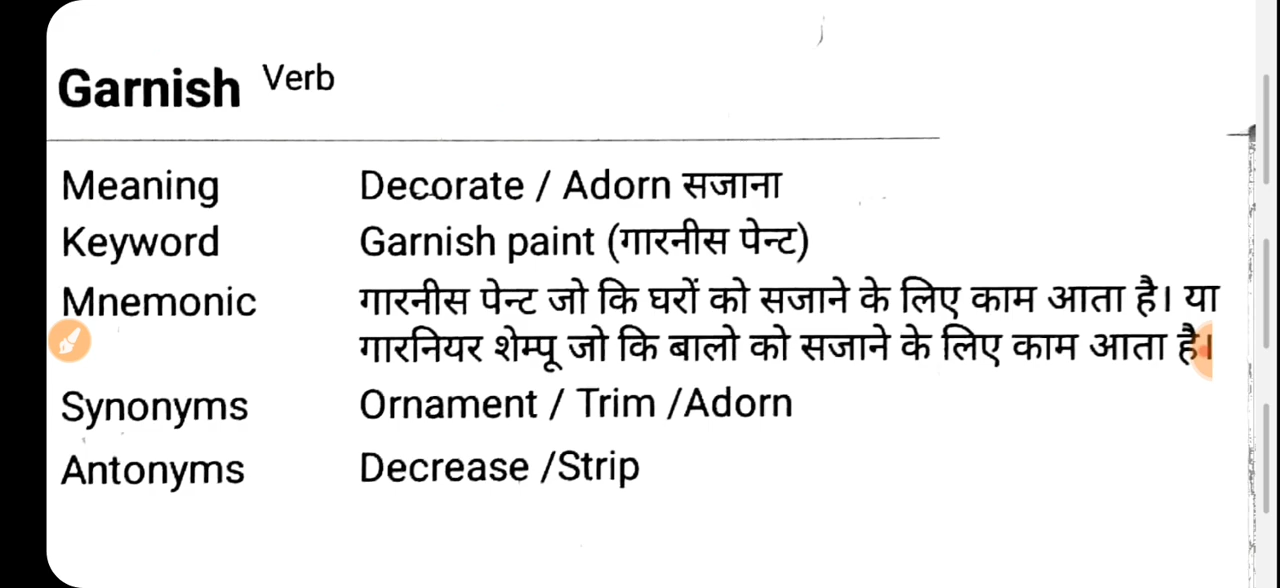 Garnish Verb
Meaning Decorate / Adorn सजाना
Keyword Garnish paint (गारनीस पेन्ट)
Mnemonic गारनीस पेन्ट जो कि घरों को सजाने के लिए काम आता है। या
गारनियर शेम्पू जो कि बालो को सजाने के लिए काम आता है।
Synonyms Ornament / Trim /Adorn
Antonyms Decrease /Strip